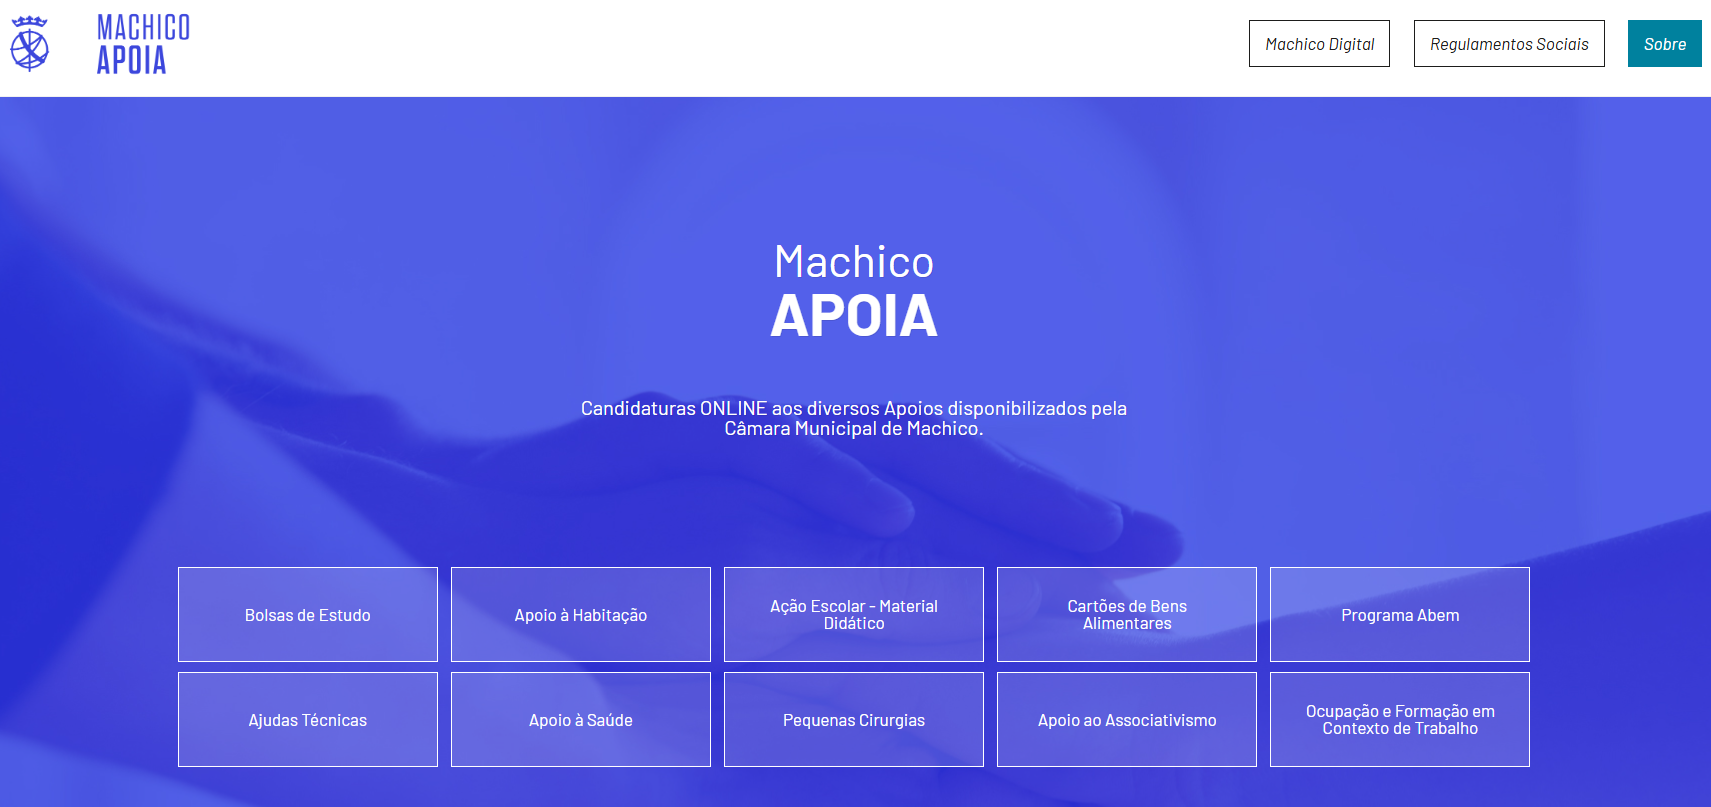 MACHICO
APOIA
Machico Digital
Regulamentos Sociais
Sobre
Machico
APOIA
Candidaturas ONLINE aos diversos Apoios disponibilizados pela
Câmara Municipal de Machico.
Bolsas de Estudo
Apoio à Habitação
Ação Escolar - Material
Didático
Cartões de Bens
Alimentares
Programa Abem
Ajudas Técnicas
Apoio à Saúde
Pequenas Cirurgias
Apoio ao Associativismo
Ocupação e Formação em
Contexto de Trabalho